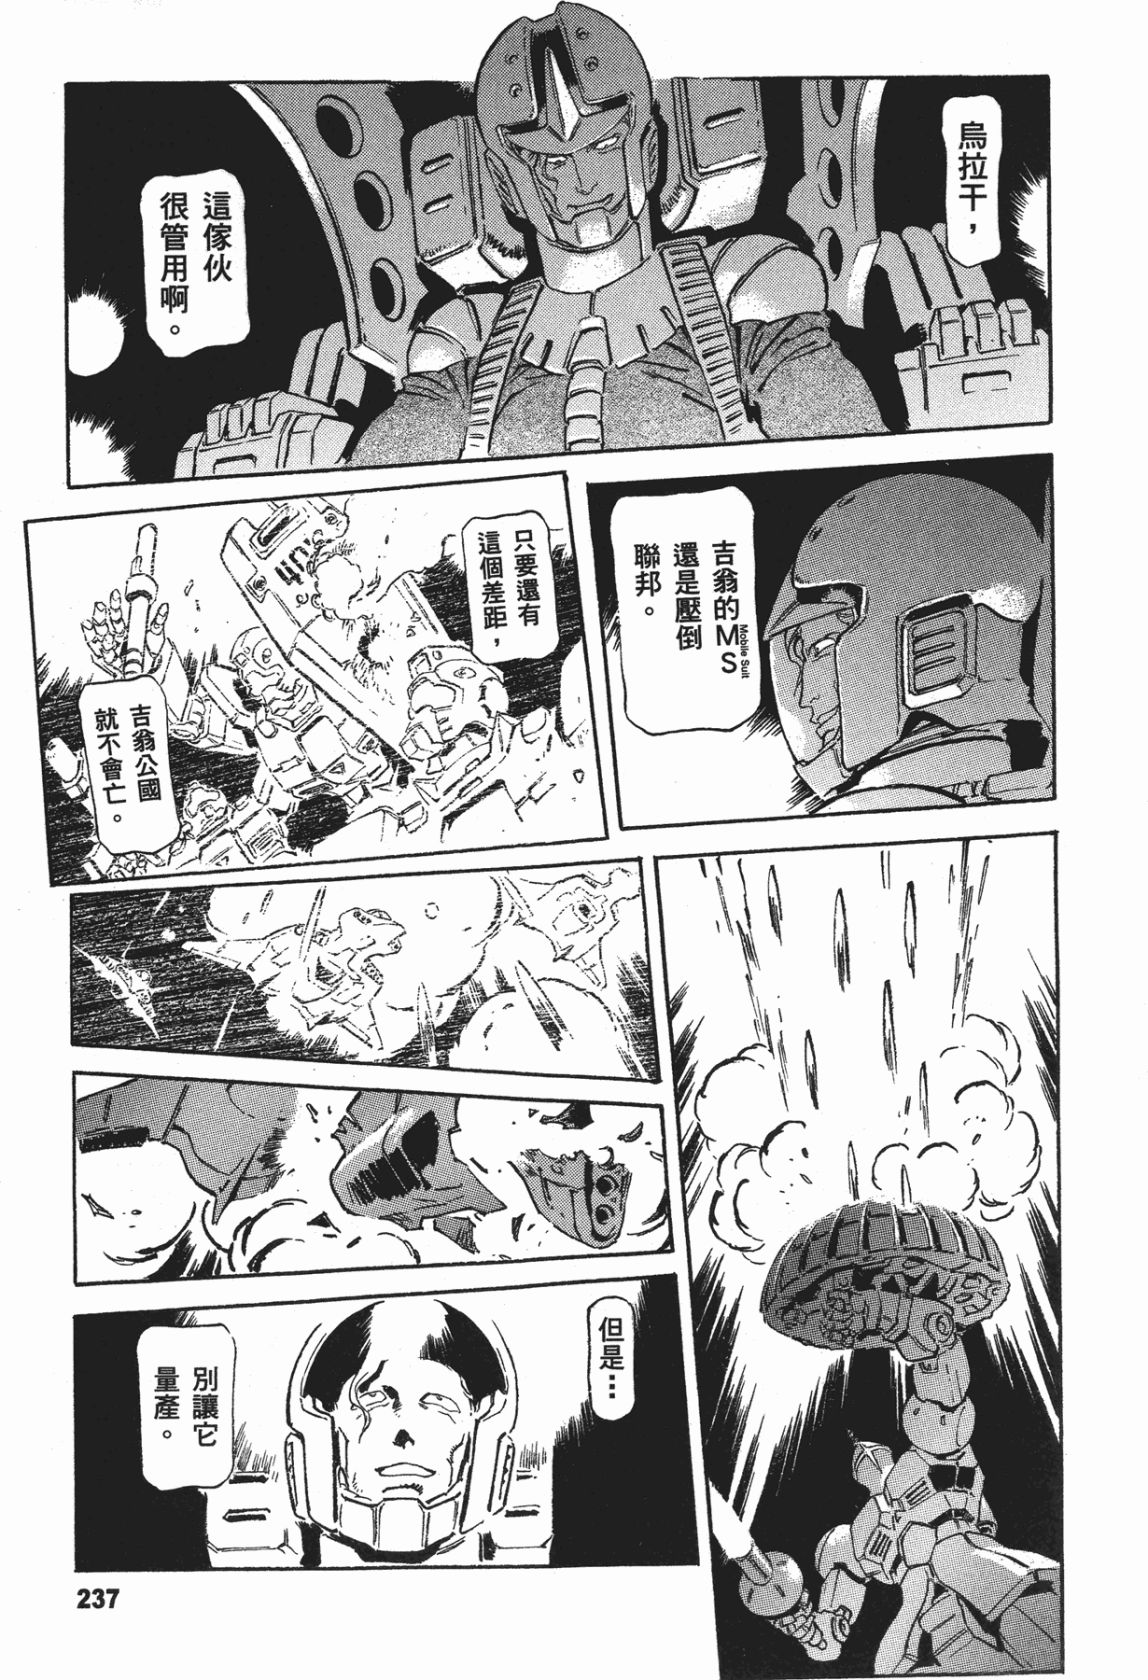 烏拉干，
這傢伙
很管用啊。
吉翁的MS
Mobile Suit
還是壓倒
聯邦。
只要還有
這個差距，
吉翁公國
就不會亡。
但是…
別讓它
量產。
237